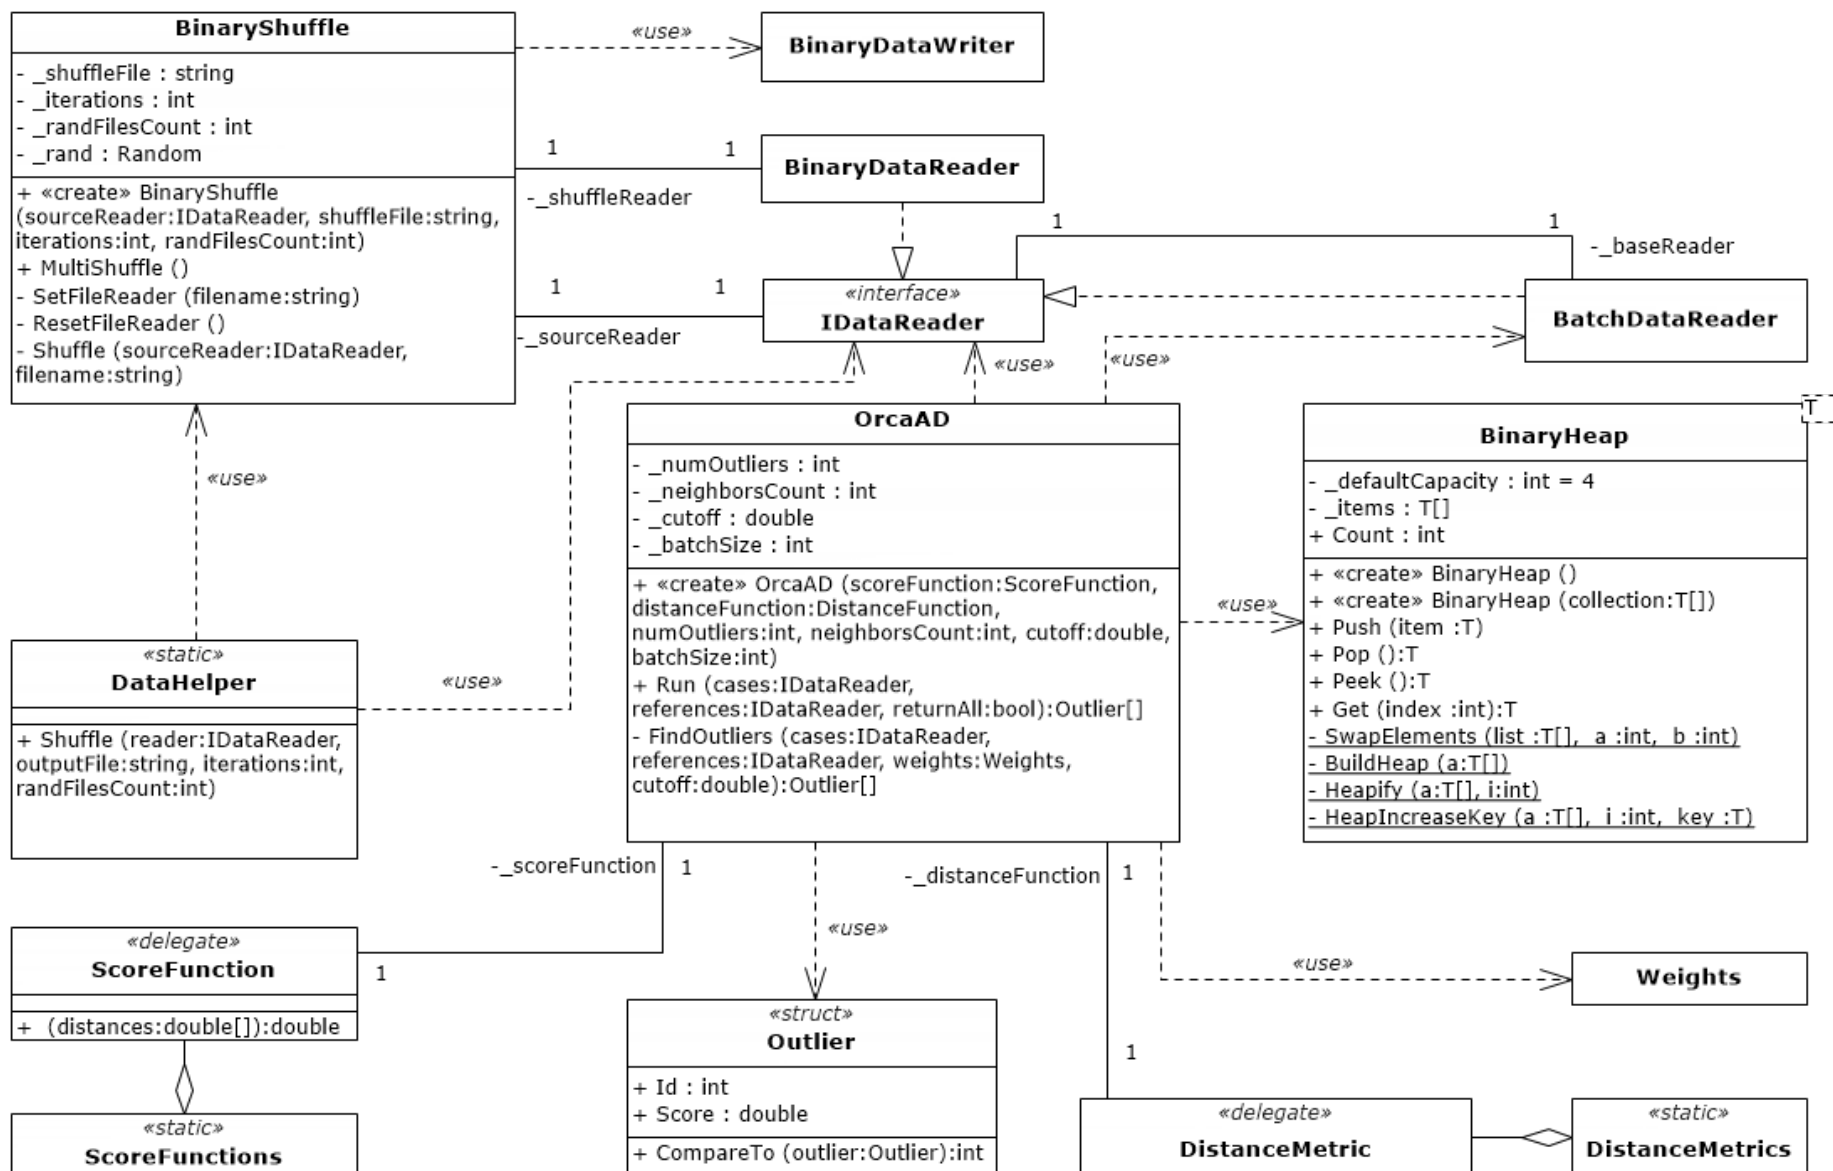 BinaryShuffle
- _shuffleFile : string
- _iterations : int
- _randFilesCount : int
- _rand : Random
+ «create» BinaryShuffle
(sourceReader:IDataReader, shuffleFile:string,
iterations:int, randFilesCount:int)
+ MultiShuffle ()
- SetFileReader (filename:string)
- ResetFileReader ()
- Shuffle (sourceReader:IDataReader,
filename:string)
«use»
BinaryDataWriter
1
1
-_shuffleReader
BinaryDataReader
1
1
-_sourceReader
«interface»
IDataReader
1
1
-_baseReader
BatchDataReader
«use»
«use»
«use»
«use»
OrcaAD
- _numOutliers : int
- _neighborsCount : int
- _cutoff : double
- _batchSize : int
+ «create» OrcaAD (scoreFunction:ScoreFunction,
distanceFunction:DistanceFunction,
numOutliers:int, neighborsCount:int, cutoff:double,
batchSize:int)
+ Run (cases:IDataReader,
references:IDataReader, returnAll:bool):Outlier[]
- FindOutliers (cases:IDataReader,
references:IDataReader, weights:Weights,
cutoff:double):Outlier[]
«use»
T
BinaryHeap
- _defaultCapacity : int = 4
- _items : T[]
+ Count : int
+ «create» BinaryHeap ()
+ «create» BinaryHeap (collection:T[])
+ Push (item :T)
+ Pop ():T
+ Peek ():T
+ Get (index :int):T
- SwapElements (list :T[], a :int, b :int)
- BuildHeap (a:T[])
- Heapify (a:T[], i:int)
- HeapIncreaseKey (a :T[], i :int, key :T)
«static»
DataHelper
+ Shuffle (reader:IDataReader,
outputFile:string, iterations:int,
randFilesCount:int)
-_scoreFunction
1
1
«use»
-_distanceFunction
1
1
«use»
«delegate»
ScoreFunction
+ (distances:double[]):double
«static»
ScoreFunctions
«struct»
Outlier
+ Id : int
+ Score : double
+ CompareTo (outlier:Outlier):int
Weights
«delegate»
DistanceMetric
«static»
DistanceMetrics